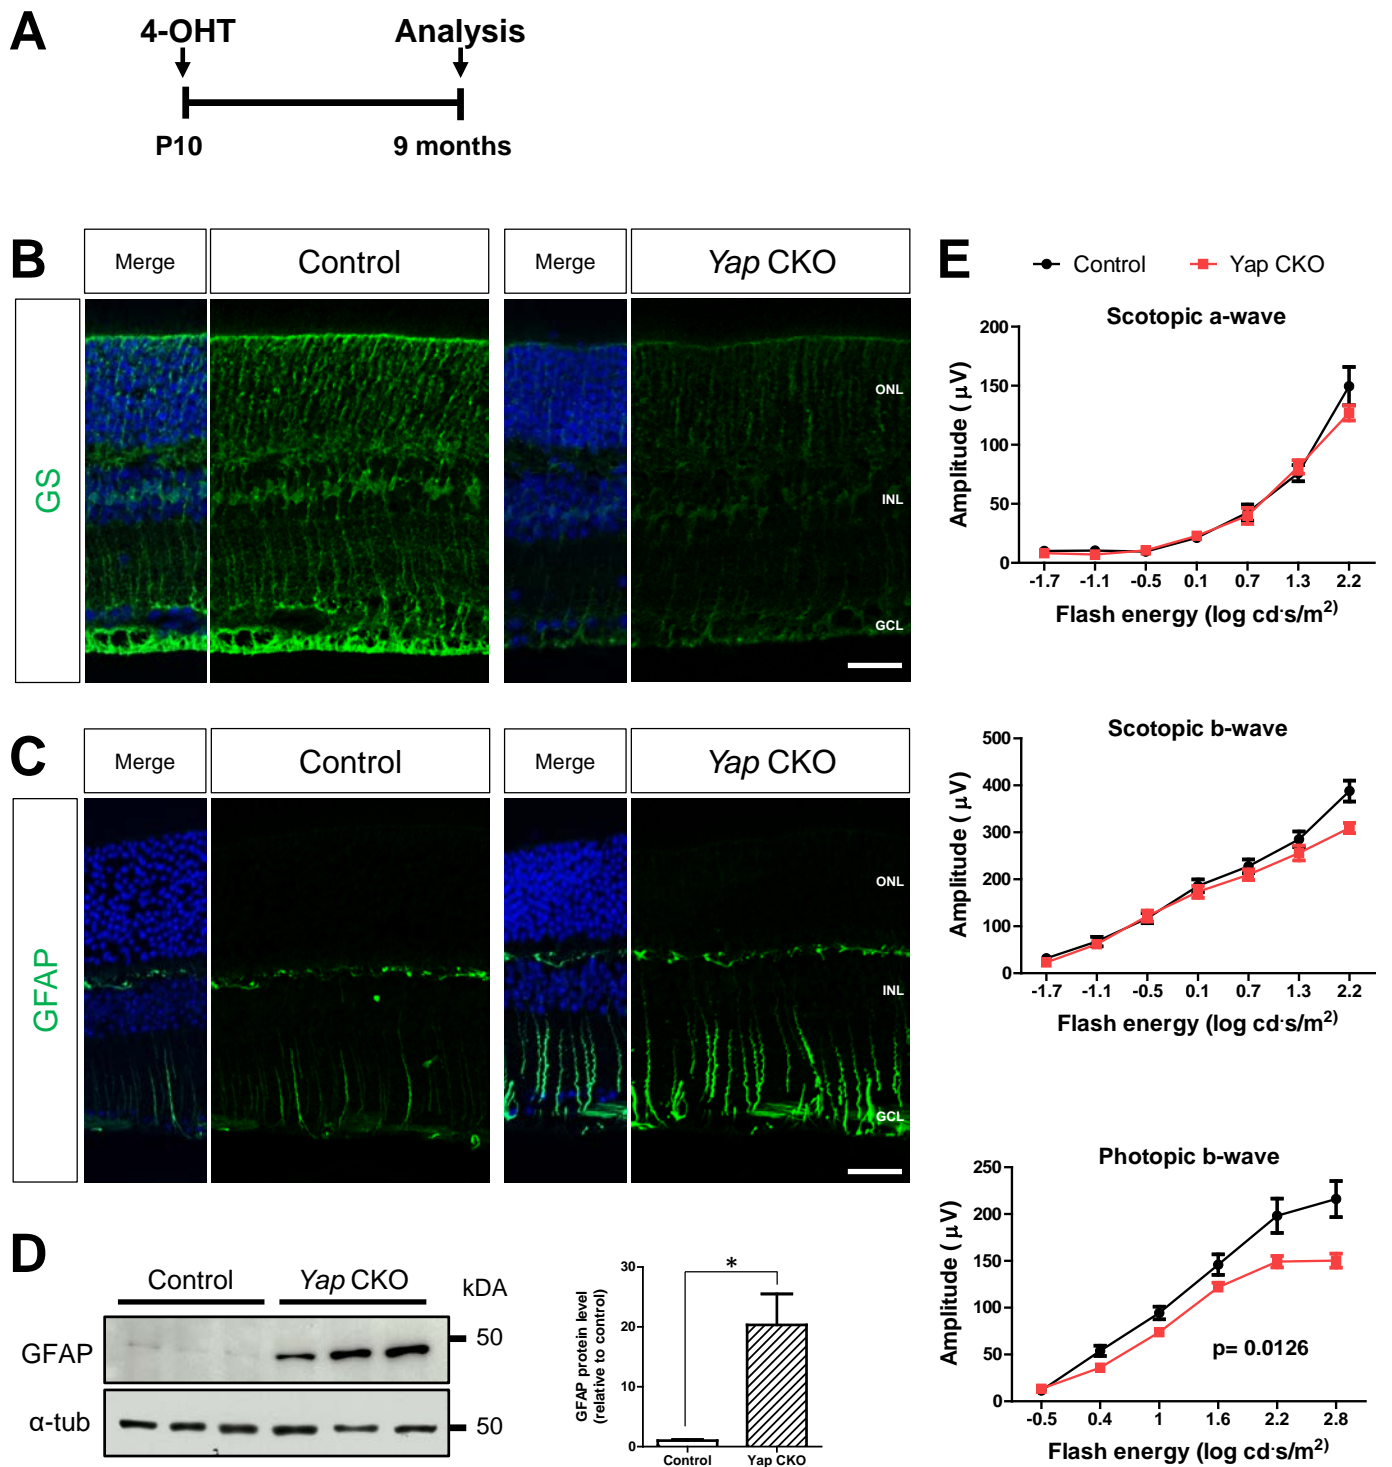 A
4-OHT
Analysis
P10
9 months
B
Merge
Control
Merge
Yap CKO
GS
ONL
INL
GCL
C
Merge
Control
Merge
Yap CKO
GFAP
ONL
INL
GCL
D
Control
Yap CKO
kDA
GFAP
50
α-tub
50
30
20
10
0
GFAP protein level
(relative to control)
*
Control
Yap CKO
E
Control
Yap CKO
Scotopic a-wave
200
150
100
50
0
Amplitude ( μV)
-1.7 -1.1 -0.5 0.1 0.7 1.3 2.2
Flash energy (log cd·s/m²)
Scotopic b-wave
500
400
300
200
100
0
Amplitude ( μV)
-1.7 -1.1 -0.5 0.1 0.7 1.3 2.2
Flash energy (log cd·s/m²)
Photopic b-wave
250
200
150
100
50
0
Amplitude ( μV)
p= 0.0126
-0.5 0.4 1 1.6 2.2 2.8
Flash energy (log cd·s/m²)